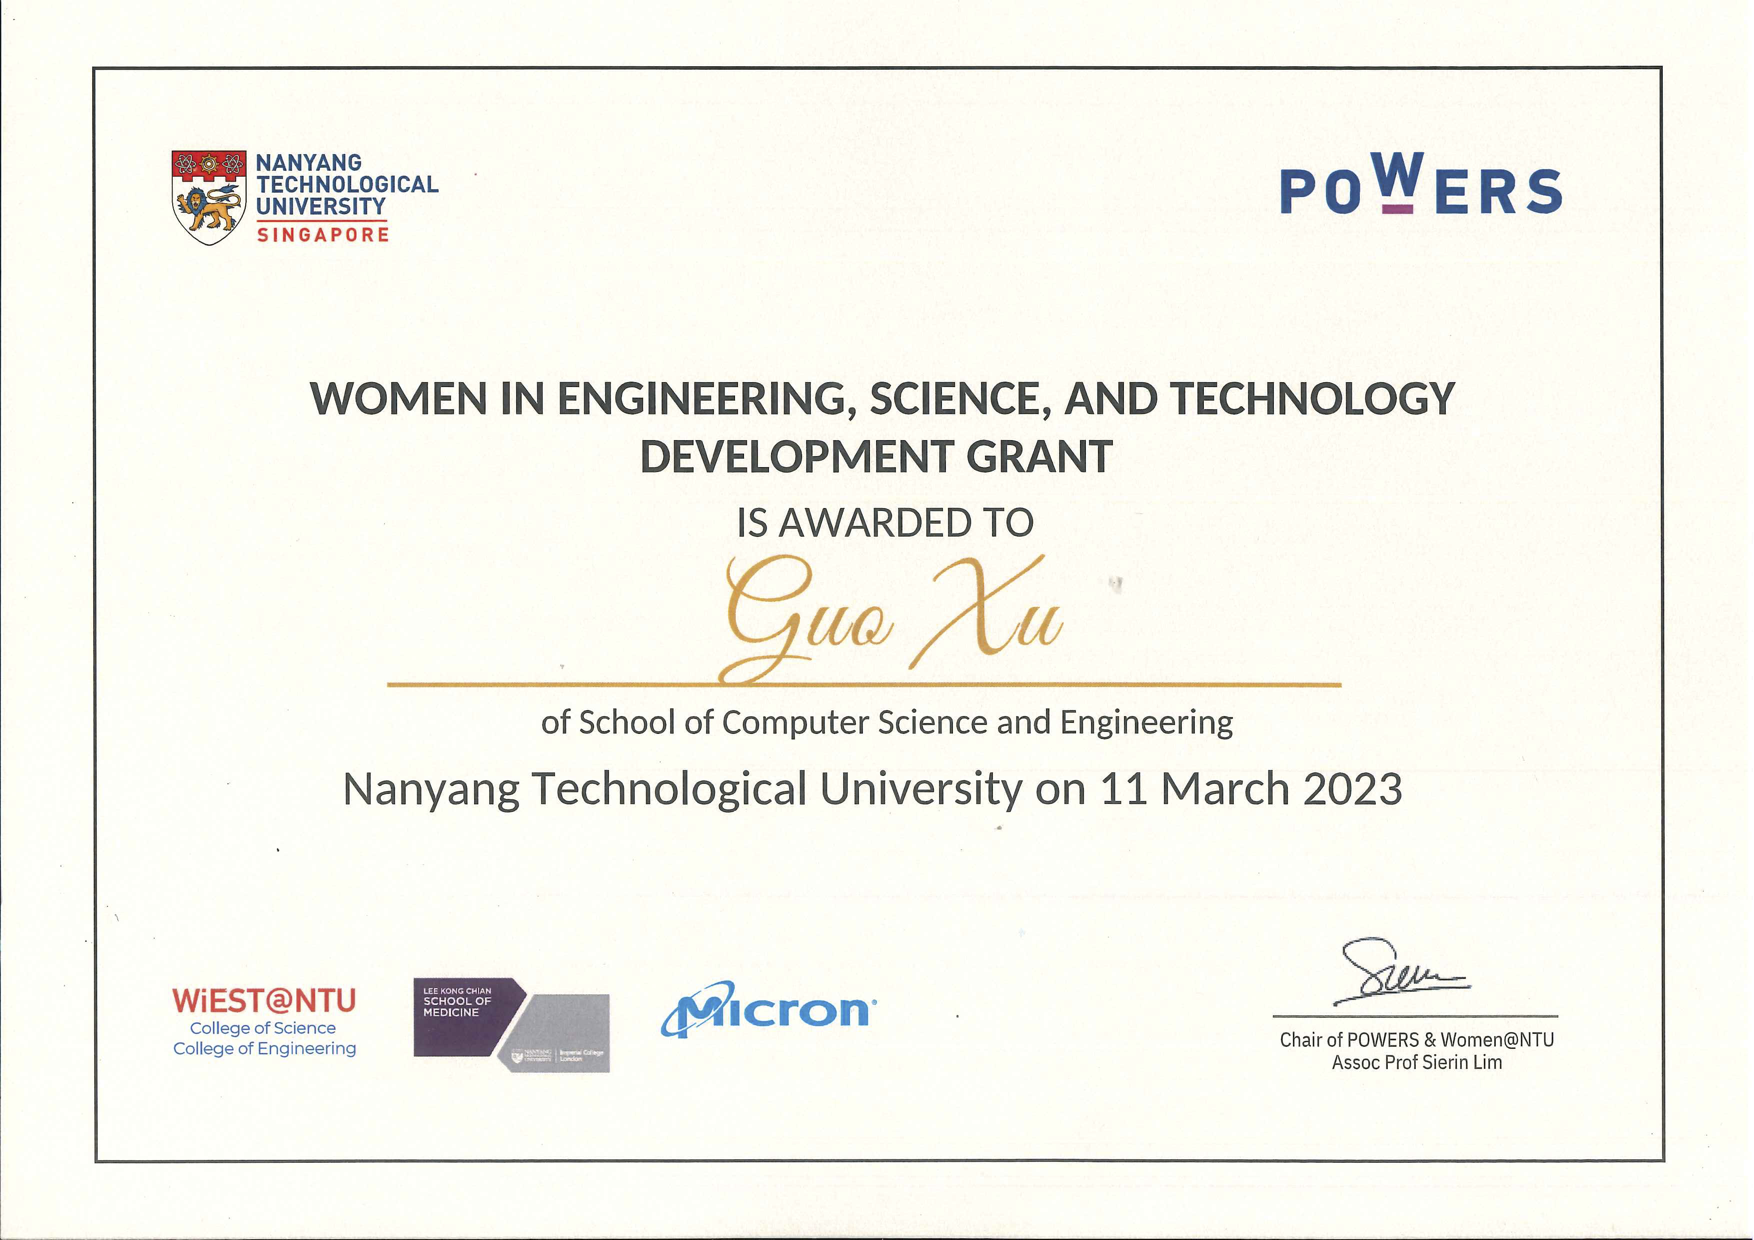 NANYANG
TECHNOLOGICAL
UNIVERSITY
SINGAPORE
POWERS
WOMEN IN ENGINEERING, SCIENCE, AND TECHNOLOGY
DEVELOPMENT GRANT
IS AWARDED TO
Guo Xu
of School of Computer Science and Engineering
Nanyang Technological University on 11 March 2023
WiEST@NTU
College of Science
College of Engineering
LEE KONG CHIAN
SCHOOL OF
MEDICINE
NANYANG
TECHNOLOGICAL
UNIVERSITY
Imperial College
London
Micron
Chair of POWERS & Women@NTU
Assoc Prof Sierin Lim